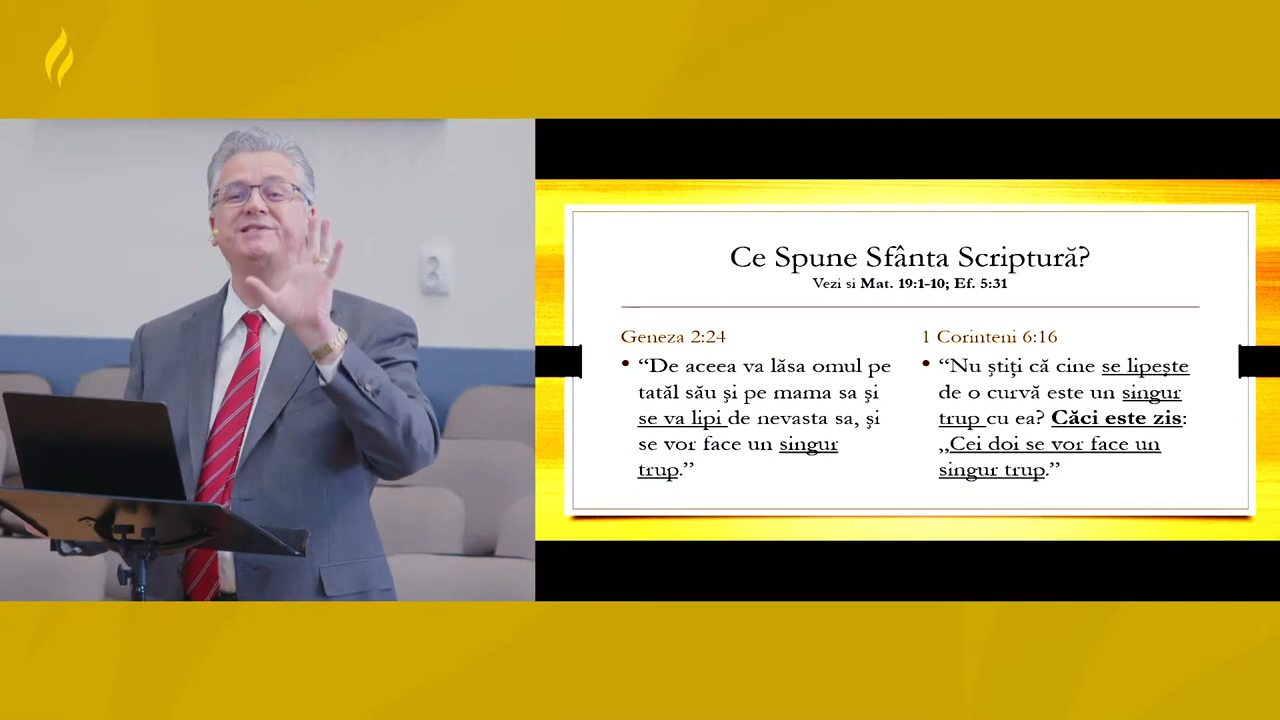 Ce Spune Sfânta Scriptură?
Vezi si Mat. 19:1-10; Ef. 5:31
Geneza 2:24
• “De aceea va lăsa omul pe
tatăl său şi pe mama sa şi
se va lipi de nevasta sa, şi
se vor face un singur
trup.”
1 Corinteni 6:16
• “Nu ştiţi că cine se lipeşte
de o curvă este un singur
trup cu ea? Căci este zis:
„Cei doi se vor face un
singur trup.”